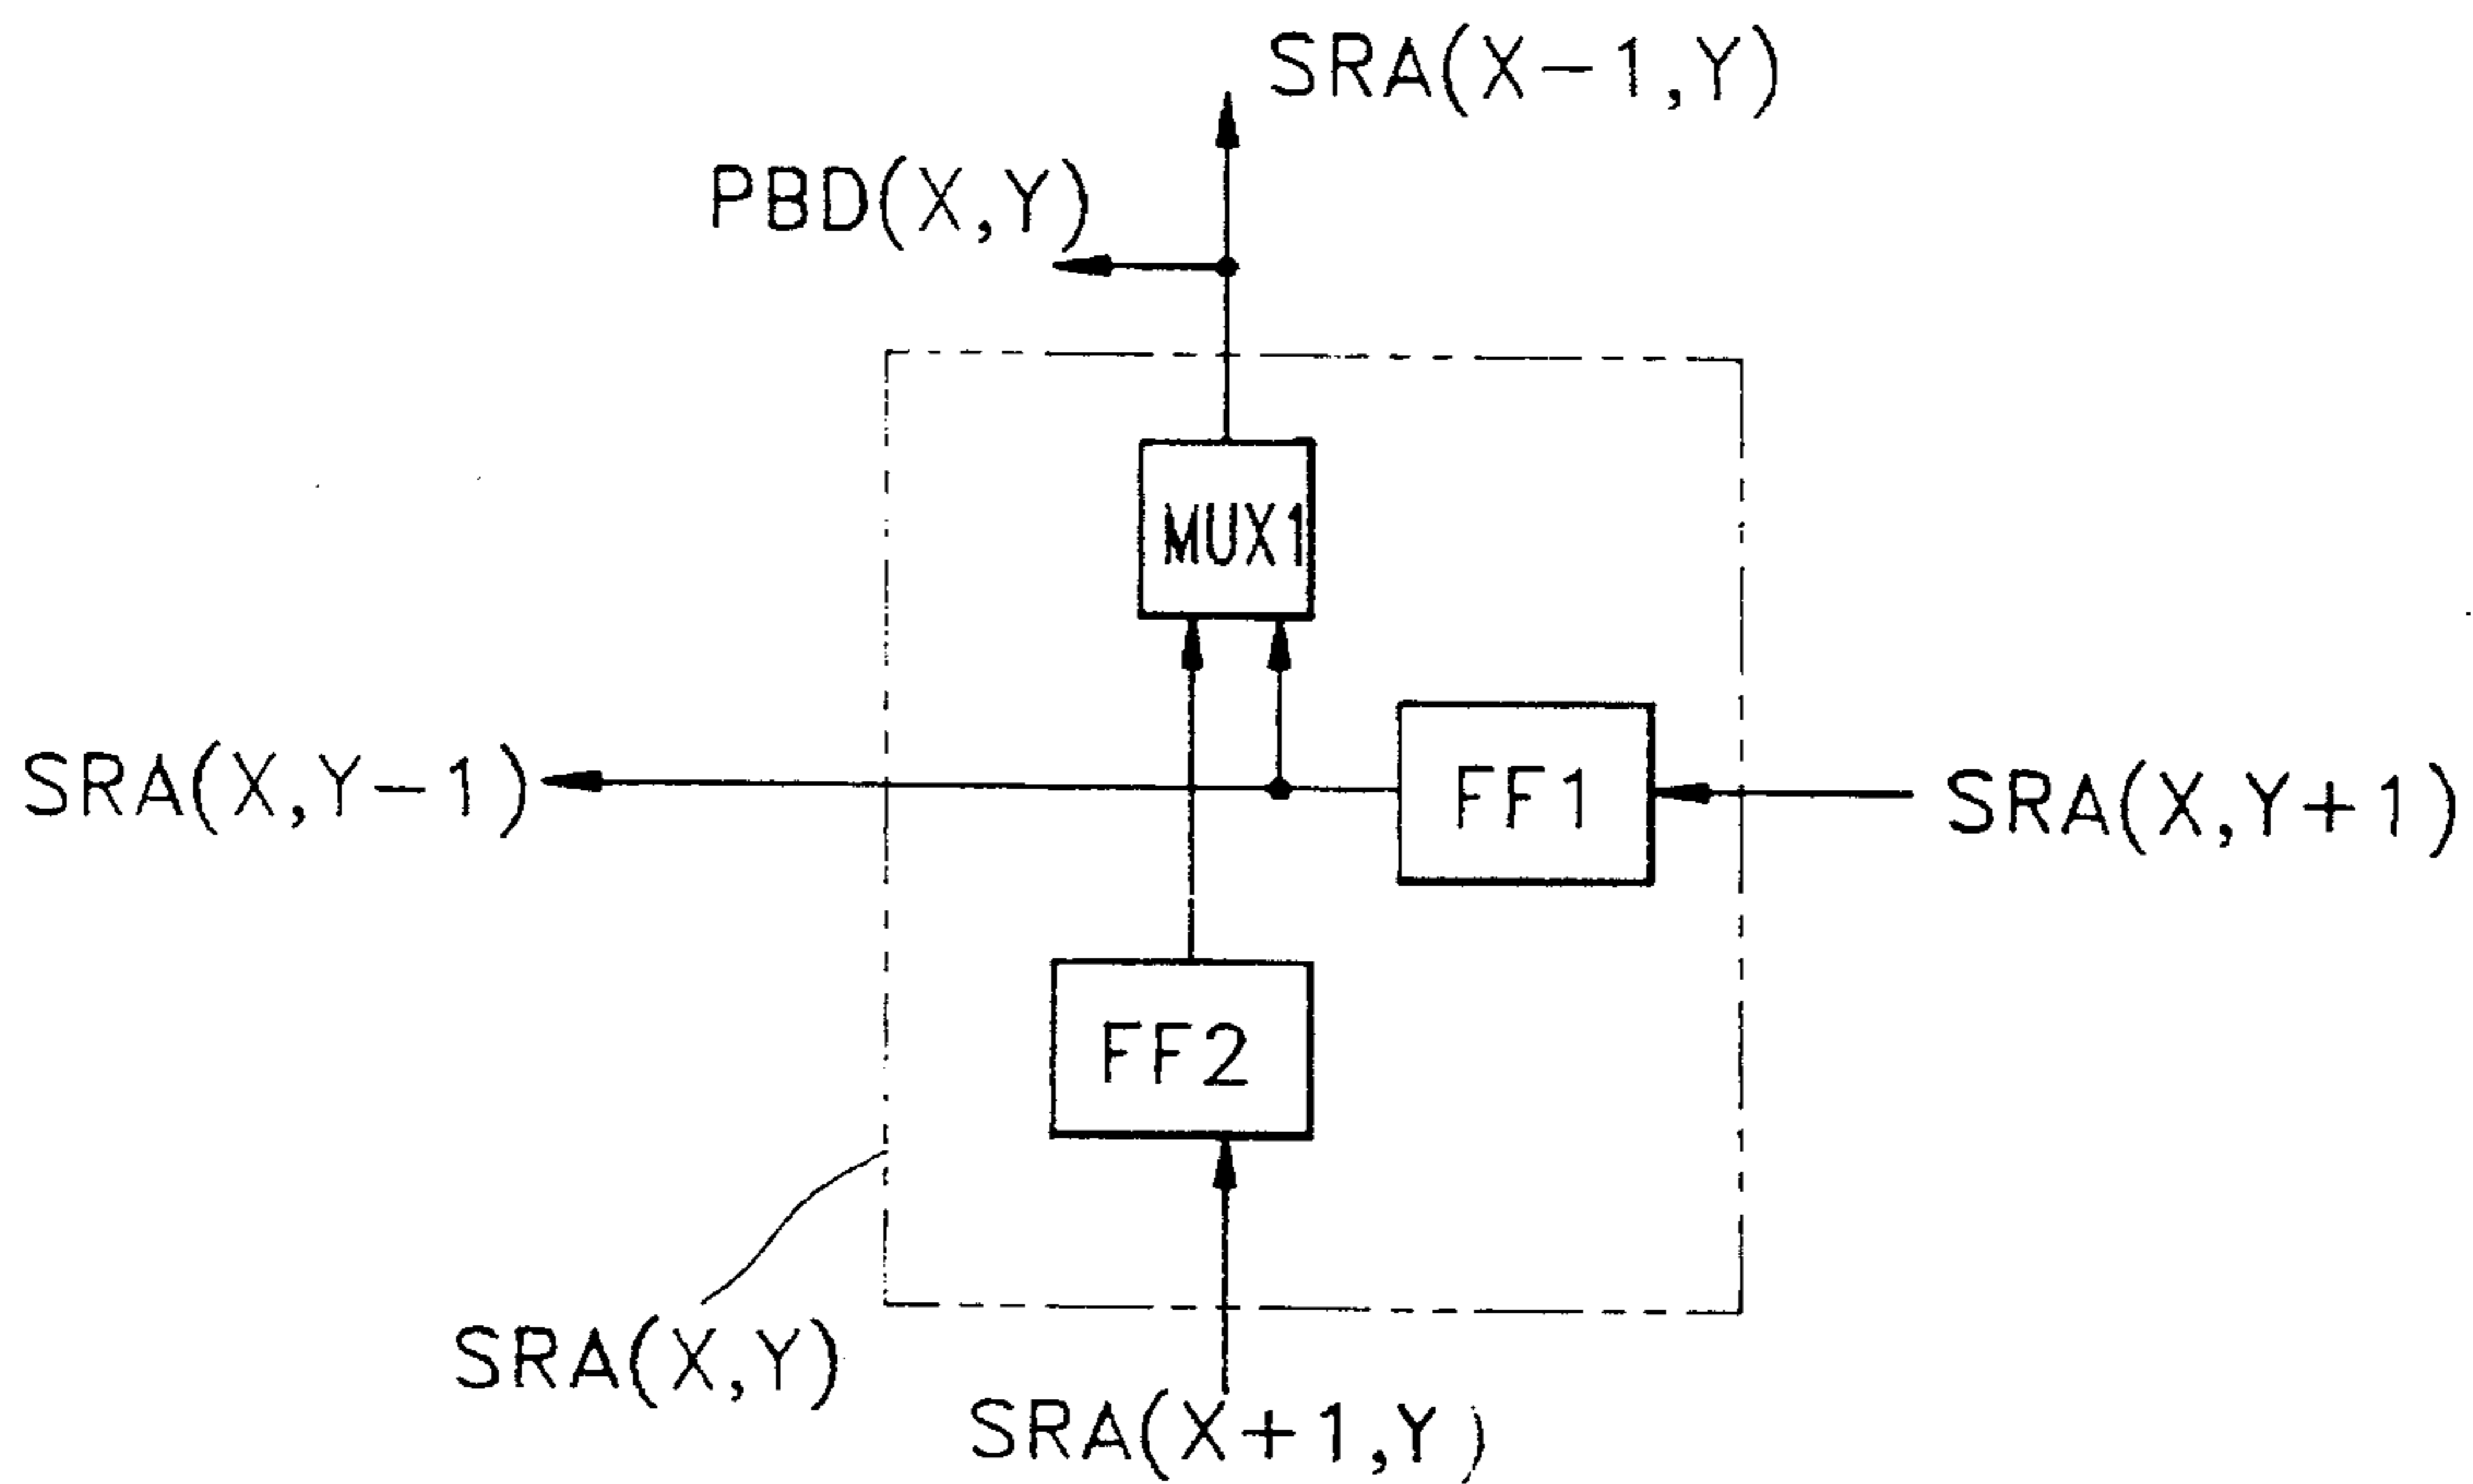 SRA(X-1,Y)
PBD(X,Y)
MUX1
SRA(X,Y-1)
FF1
SRA(X,Y+1)
FF2
SRA(X,Y)
SRA(X+1,Y)